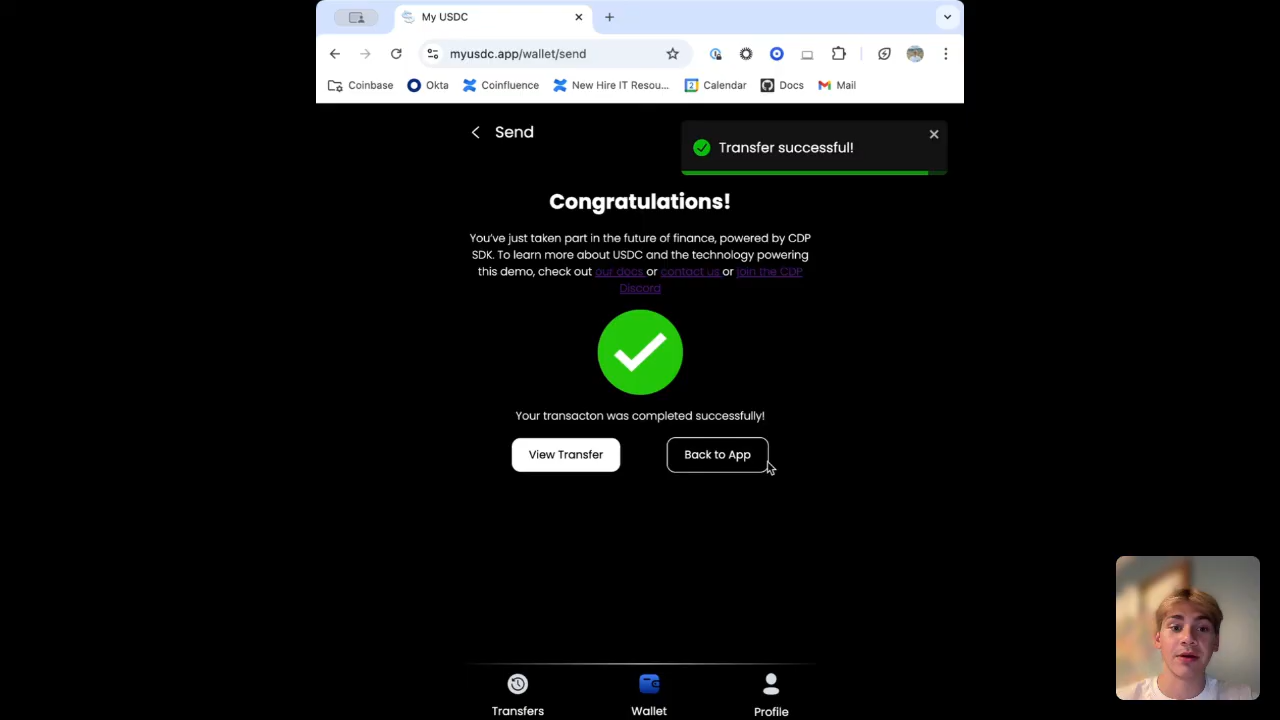 My USDC
myusdc.app/wallet/send
Coinbase
Okta
Coinfluence
New Hire IT Resou...
2
Calendar
Docs
Mail
Send
Transfer successful!
Congratulations!
You've just taken part in the future of finance, powered by CDP
SDK. To learn more about USDC and the technology powering
this demo, check out our docs or contact us or join the CDP
Discord
Your transacton was completed successfully!
View Transfer
Back to App
Transfers
Wallet
Profile